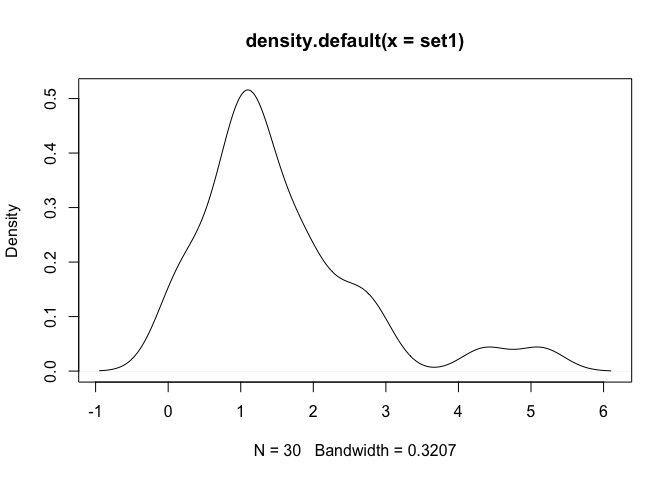 density.default(x = set1)
Density
0.0 0.1 0.2 0.3 0.4 0.5
-1 0 1 2 3 4 5 6
N = 30 Bandwidth = 0.3207